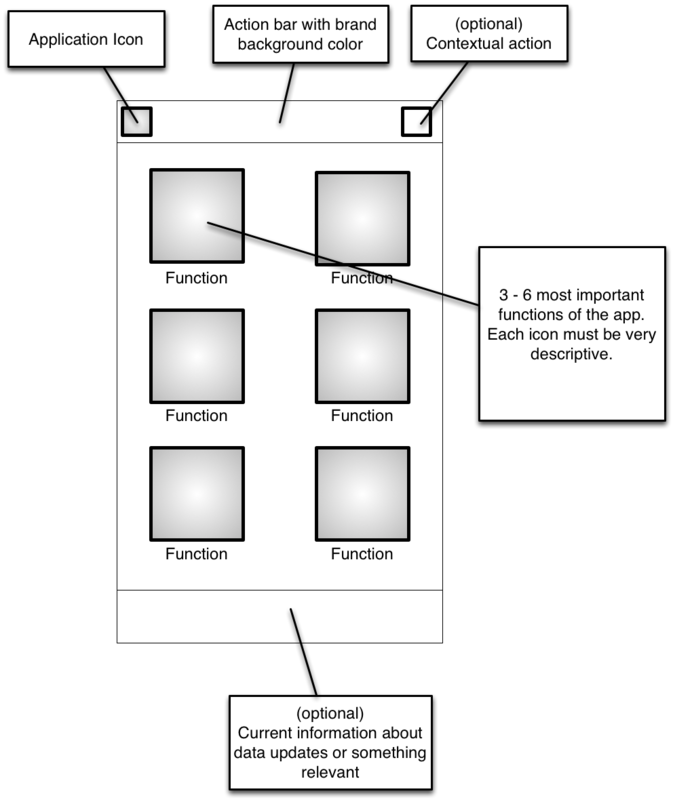 Application Icon
Action bar with brand
background color
(optional)
Contextual action
Function
Function
3 - 6 most important
functions of the app.
Each icon must be very
descriptive.
Function
Function
Function
Function
(optional)
Current information about
data updates or something
relevant